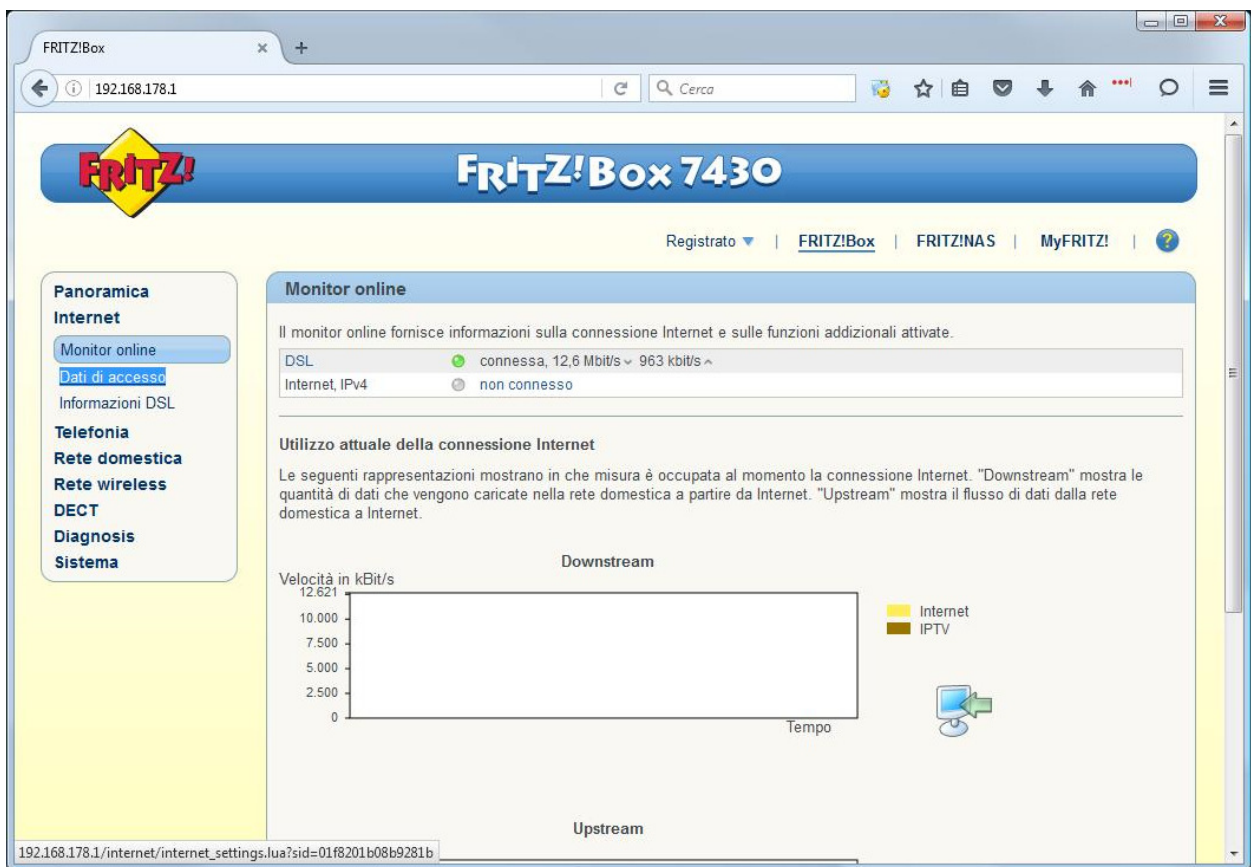 FRITZ!Box
192.168.178.1
Cerca
FRITZ!
FRITZ!Box 7430
Registrato | FRITZ!Box | FRITZ!NAS | MyFRITZ! | ?
Panoramica
Internet
Monitor online
Dati di accesso
Informazioni DSL
Telefonia
Rete domestica
Rete wireless
DECT
Diagnosis
Sistema
Monitor online
Il monitor online fornisce informazioni sulla connessione Internet e sulle funzioni addizionali attivate.
DSL connessa, 12,6 Mbit/s 963 kbit/s
Internet, IPv4 non connesso
Utilizzo attuale della connessione Internet
Le seguenti rappresentazioni mostrano in che misura è occupata al momento la connessione Internet. "Downstream" mostra le
quantità di dati che vengono caricate nella rete domestica a partire da Internet. "Upstream" mostra il flusso di dati dalla rete
domestica a Internet.
Downstream
Velocità in kBit/s
12.621
10.000
7.500
5.000
2.500
0
Tempo
Internet
IPTV
Upstream
192.168.178.1/internet/internet_settings.lua?sid=01f8201b08b9281b